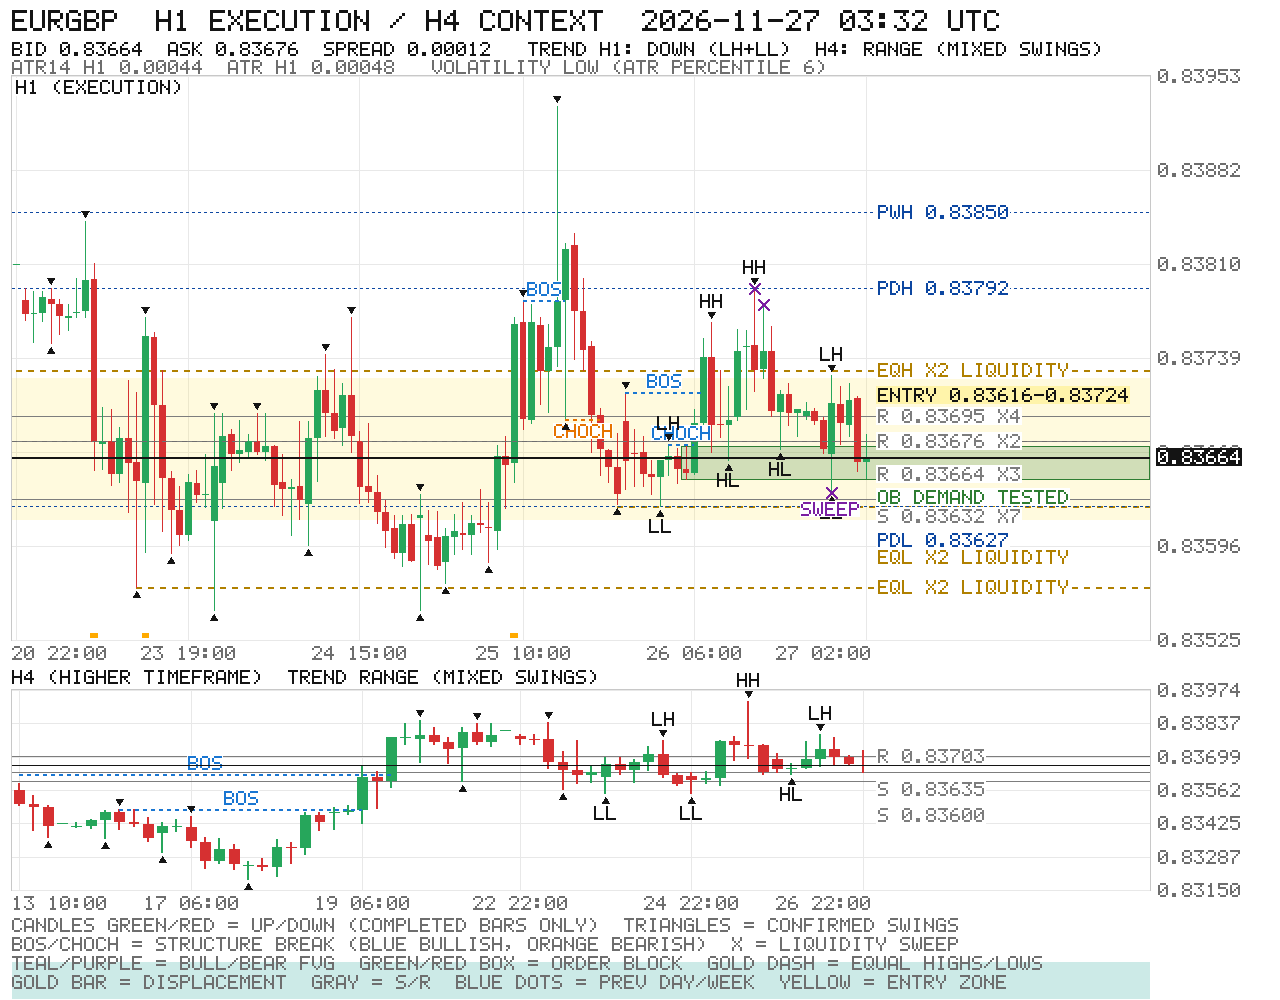 EURGBP  H1 EXECUTION / H4 CONTEXT  2026-11-27 03:32 UTC
BID 0.83664  ASK 0.83676  SPREAD 0.00012   TREND H1: DOWN (LH+LL)  H4: RANGE (MIXED SWINGS)
ATR14 H1 0.00044  ATR H1 0.00048   VOLATILITY LOW (ATR PERCENTILE 6)
H1 (EXECUTION)
0.83953
0.83882
PWH 0.83850
0.83810
HH
BOS
PDH 0.83792
HH
LH
0.83739
EQH X2 LIQUIDITY
BOS
ENTRY 0.83616-0.83724
R 0.83695 X4
LH
CHOCH
CHOCH
R 0.83676 X2
0.83664
HL
HL
R 0.83664 X3
OB DEMAND TESTED
SWEEP
S 0.83632 X7
LL
PDL 0.83627
0.83596
EQL X2 LIQUIDITY
EQL X2 LIQUIDITY
0.83525
20 22:00  23 19:00  24 15:00  25 10:00  26 06:00  27 02:00
H4 (HIGHER TIMEFRAME)  TREND RANGE (MIXED SWINGS)
HH
0.83974
LH
LH
0.83837
BOS
R 0.83703
0.83699
BOS
HL
S 0.83635
0.83562
LL
LL
S 0.83600
0.83425
0.83287
0.83150
13 10:00  17 06:00  19 06:00  22 22:00  24 22:00  26 22:00
CANDLES GREEN/RED = UP/DOWN (COMPLETED BARS ONLY)  TRIANGLES = CONFIRMED SWINGS
BOS/CHOCH = STRUCTURE BREAK (BLUE BULLISH, ORANGE BEARISH)  X = LIQUIDITY SWEEP
TEAL/PURPLE = BULL/BEAR FVG  GREEN/RED BOX = ORDER BLOCK  GOLD DASH = EQUAL HIGHS/LOWS
GOLD BAR = DISPLACEMENT  GRAY = S/R  BLUE DOTS = PREV DAY/WEEK  YELLOW = ENTRY ZONE